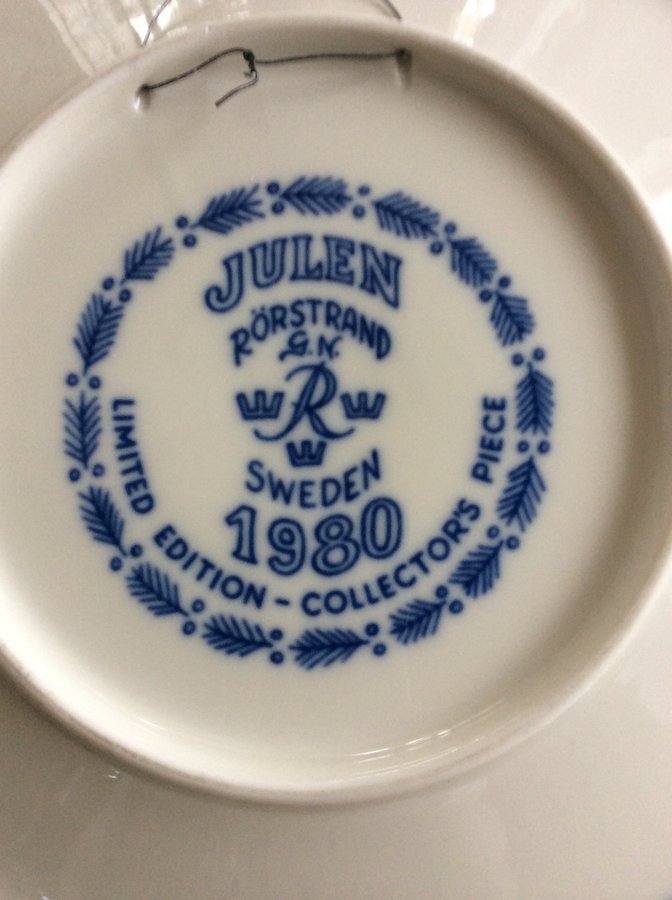 JULEN
RÖRSTRAND
G.N.
R
SWEDEN
1980
LIMITED EDITION - COLLECTOR'S PIECE